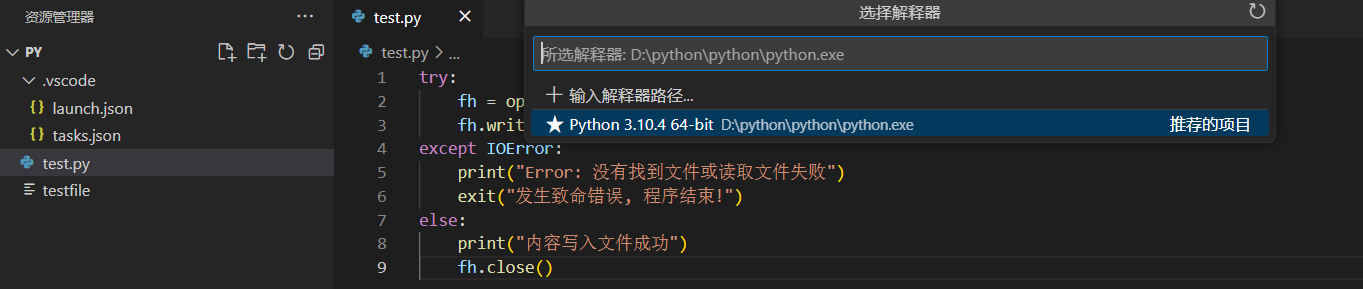 资源管理器
PY
.vscode
launch.json
tasks.json
test.py
testfile
test.py
test.py > ...
选择解释器
所选解释器: D:\python\python\python.exe
输入解释器路径...
Python 3.10.4 64-bit D:\python\python\python.exe 推荐的项目
1 try:
2 fh = op
3 fh.writ
4 except IOError:
5 print("Error: 没有找到文件或读取文件失败")
6 exit("发生致命错误, 程序结束!")
7 else:
8 print("内容写入文件成功")
9 fh.close()